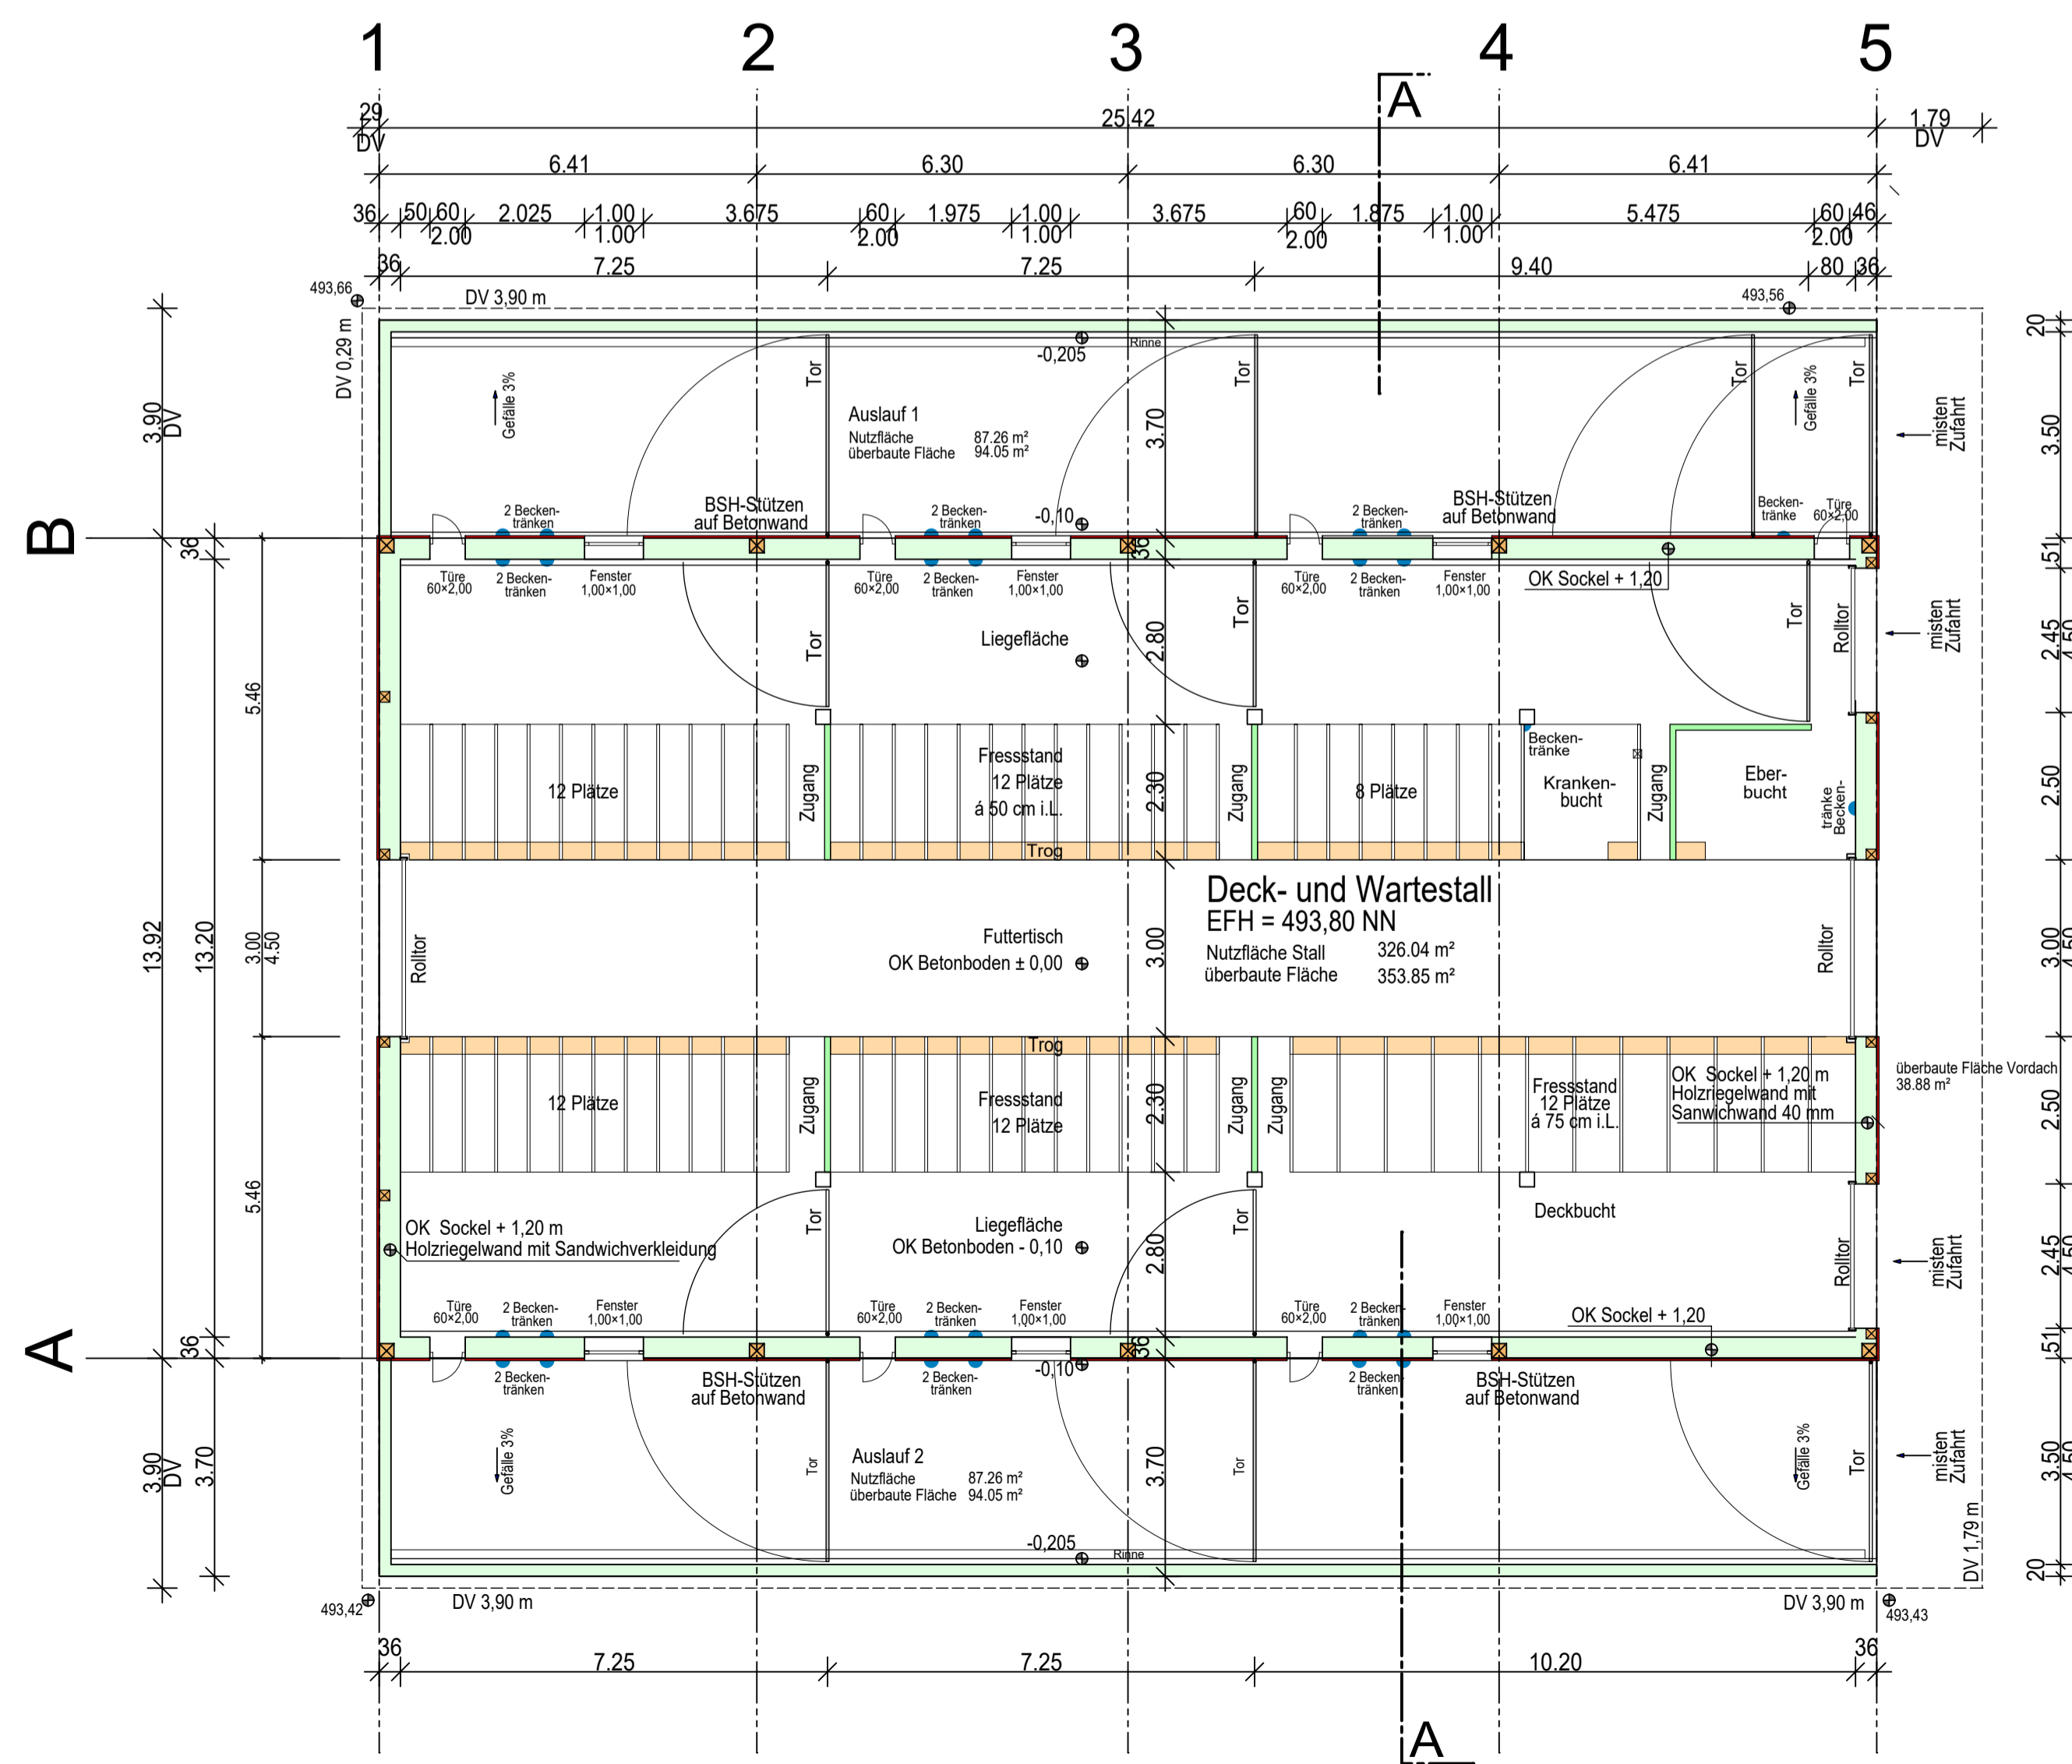 1 2 3 4 5
A
29 25.42 1.79
DV DV
6.41 6.30 6.30 6.41
36 50 60 2.025 1.00 3.675 60 1.975 1.00 3.675 60 1.875 1.00 5.475 60 46
2.00 1.00 2.00 1.00 2.00 1.00 2.00
36 7.25 7.25 9.40 80 36
493,66 DV 3,90 m 493,56
DV 0,29 m
3.90
DV
Rinne
-0,205
20
Tor Tor Tor Tor
Gefälle 3% Gefälle 3%
Auslauf 1
Nutzfläche 87.26 m²
überbaute Fläche 94.05 m²
3.70
misten
Zufahrt
3.50
B
BSH-Stützen
auf Betonwand
BSH-Stützen
auf Betonwand
2 Becken-
tränken
2 Becken-
tränken
2 Becken-
tränken
Becken-
tränke
Türe
60×2,00
-0,10
36 36 51
Türe
60×2,00
2 Becken-
tränken
Fenster
1,00×1,00
Türe
60×2,00
2 Becken-
tränken
Fenster
1,00×1,00
Türe
60×2,00
2 Becken-
tränken
Fenster
1,00×1,00
OK Sockel + 1,20
Tor Tor Tor Rolltor
Liegefläche
2.80
misten
Zufahrt
2.45
4.50
5.46
12 Plätze
Zugang
Fressstand
12 Plätze
á 50 cm i.L.
Trog
2.30
Zugang
8 Plätze
Becken-
tränke
Kranken-
bucht
Zugang
Eber-
bucht
tränke
Becken-
2.50
13.92 13.20
3.00
4.50
Rolltor
Futtertisch
OK Betonboden ± 0,00
3.00
Deck- und Wartestall
EFH = 493,80 NN
Nutzfläche Stall 326.04 m²
überbaute Fläche 353.85 m²
Rolltor
3.00
4.50
Trog
12 Plätze
Zugang
Fressstand
12 Plätze
2.30
Zugang Zugang
Fressstand
12 Plätze
á 75 cm i.L.
OK Sockel + 1,20 m
Holzriegelwand mit
Sanwichwand 40 mm
überbaute Fläche Vordach
38.88 m²
2.50
5.46
OK Sockel + 1,20 m
Holzriegelwand mit Sandwichverkleidung
Tor
Liegefläche
OK Betonboden - 0,10
2.80
Tor
Deckbucht
Rolltor
misten
Zufahrt
2.45
4.50
OK Sockel + 1,20
Türe
60×2,00
2 Becken-
tränken
Fenster
1,00×1,00
Türe
60×2,00
2 Becken-
tränken
Fenster
1,00×1,00
Türe
60×2,00
2 Becken-
tränken
Fenster
1,00×1,00
A
36 36 51
-0,10
2 Becken-
tränken
BSH-Stützen
auf Betonwand
2 Becken-
tränken
2 Becken-
tränken
BSH-Stützen
auf Betonwand
3.90
DV
3.70
Gefälle 3%
Tor
Auslauf 2
Nutzfläche 87.26 m²
überbaute Fläche 94.05 m²
3.70
Tor
Gefälle 3%
Tor
misten
Zufahrt
3.50
4.50
-0,205
Rinne
DV 1,79 m
20
493,42 DV 3,90 m DV 3,90 m 493,43
36 7.25 7.25 10.20 36
A